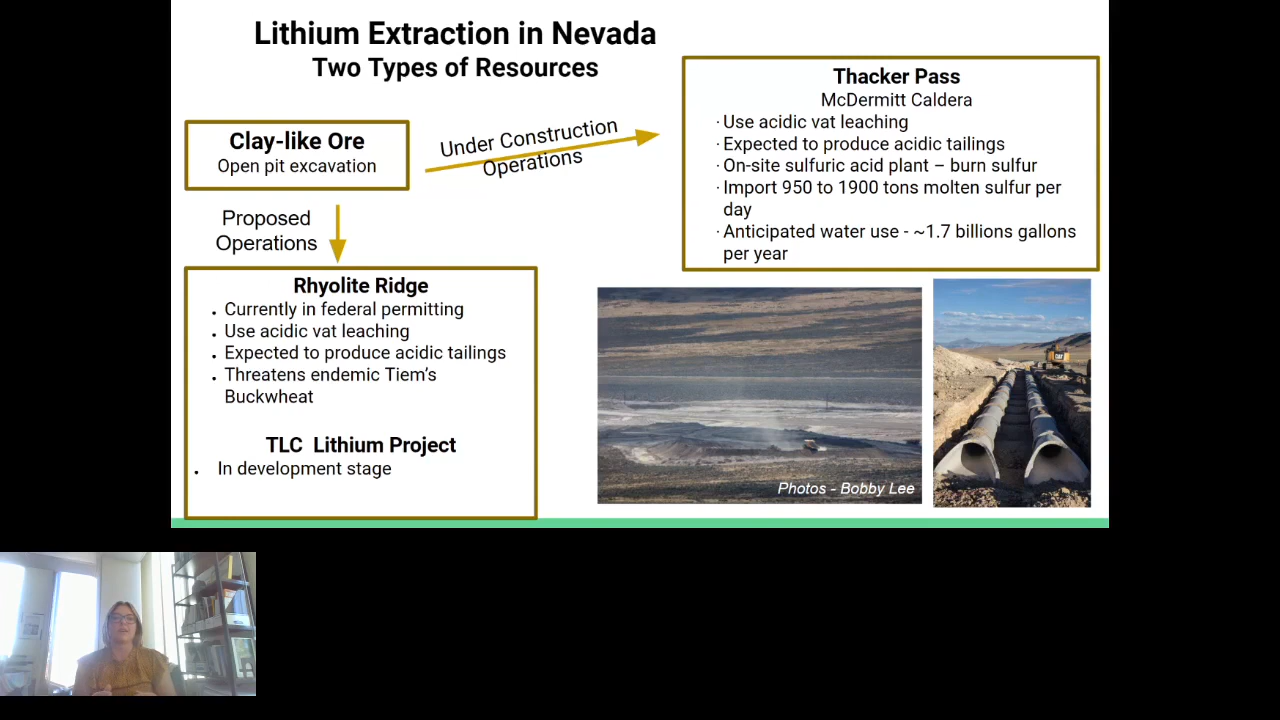 Lithium Extraction in Nevada
Two Types of Resources
Clay-like Ore
Open pit excavation
Under Construction
Operations
Thacker Pass
McDermitt Caldera
· Use acidic vat leaching
· Expected to produce acidic tailings
· On-site sulfuric acid plant – burn sulfur
· Import 950 to 1900 tons molten sulfur per
day
· Anticipated water use - ~1.7 billions gallons
per year
Proposed
Operations
Rhyolite Ridge
. Currently in federal permitting
. Use acidic vat leaching
. Expected to produce acidic tailings
. Threatens endemic Tiem’s
Buckwheat
TLC Lithium Project
. In development stage
Photos - Bobby Lee
CAT